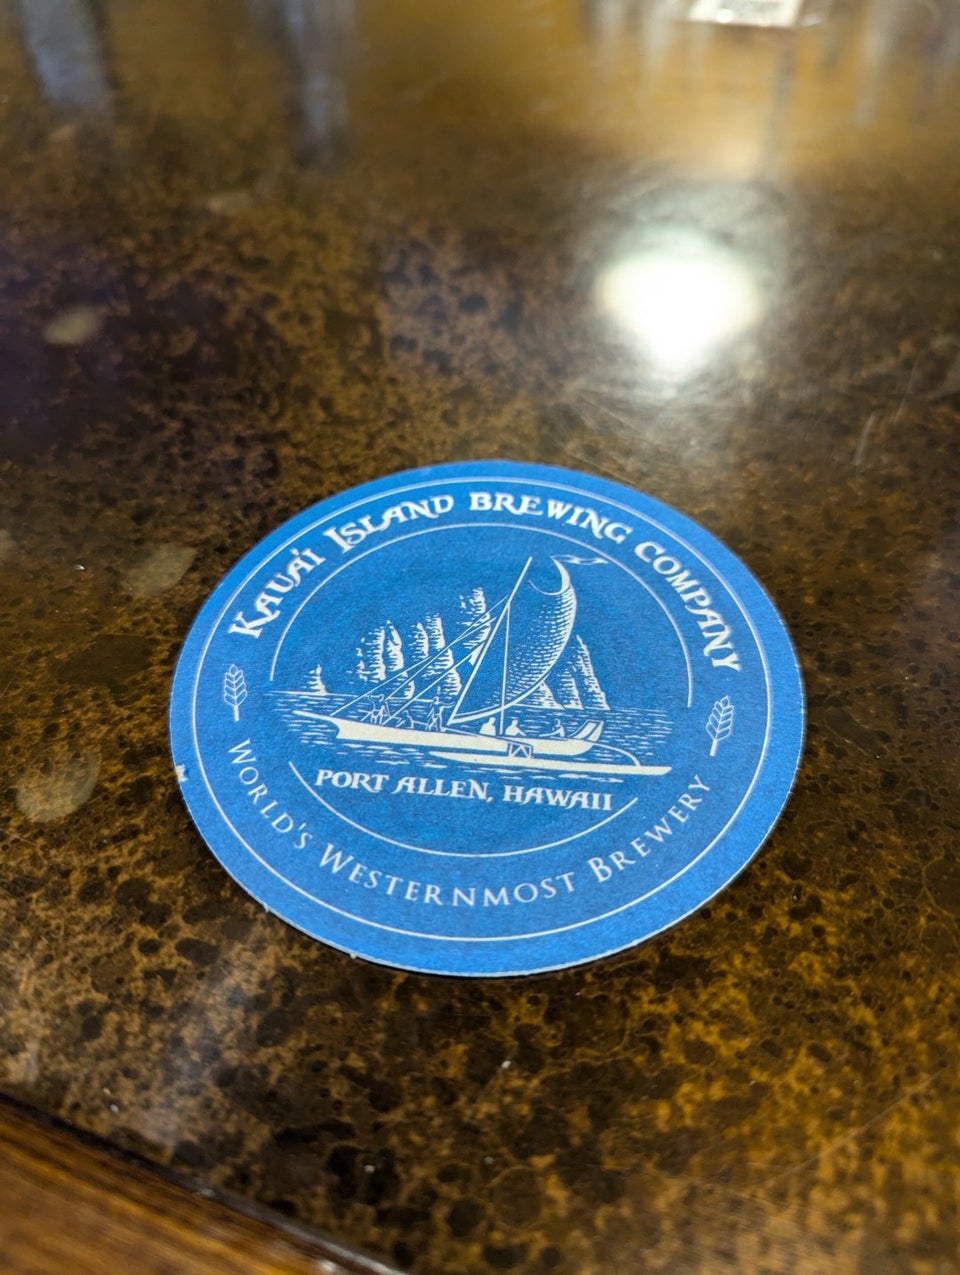 Kaua'i Island Brewing Company
Port Allen, Hawaii
World's Westernmost Brewery